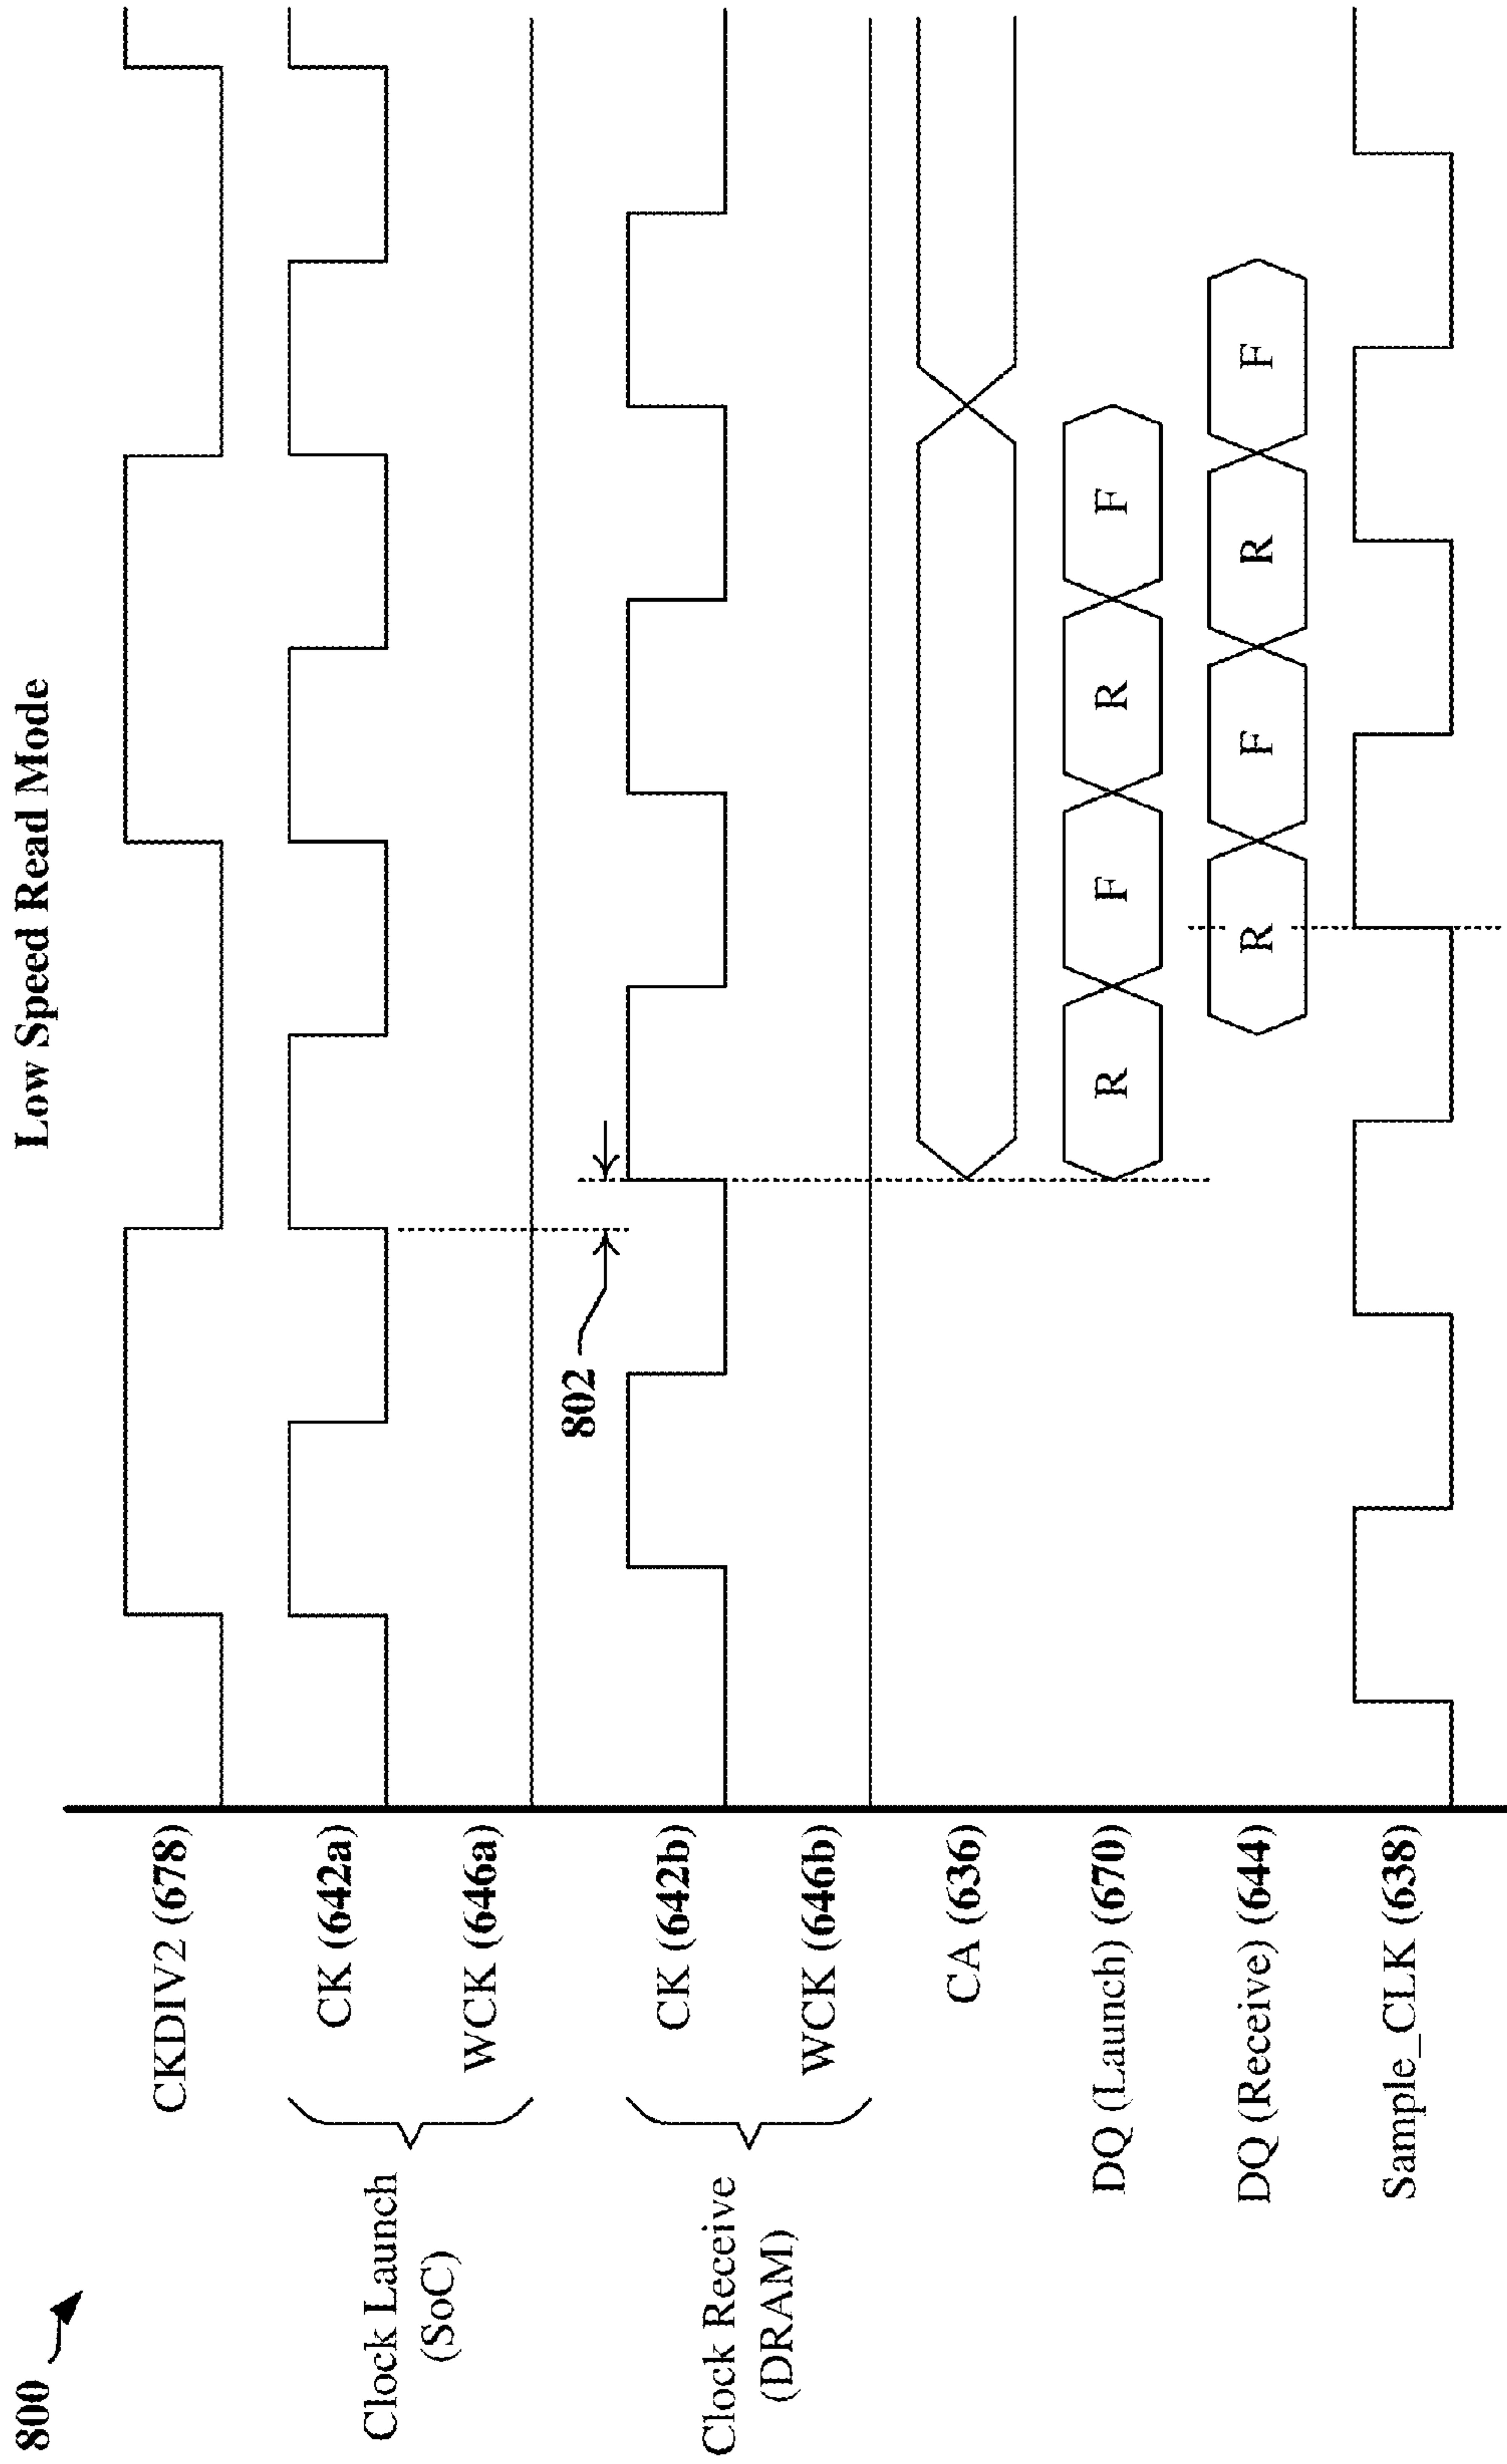 800
Low Speed Read Mode
CKDIV2 (678)
Clock Launch
(SoC)
CK (642a)
WCK (646a)
802
Clock Receive
(DRAM)
CK (642b)
WCK (646b)
CA (636)
DQ (Launch) (670)
R F R F
DQ (Receive) (644)
R F R F
Sample_CLK (638)